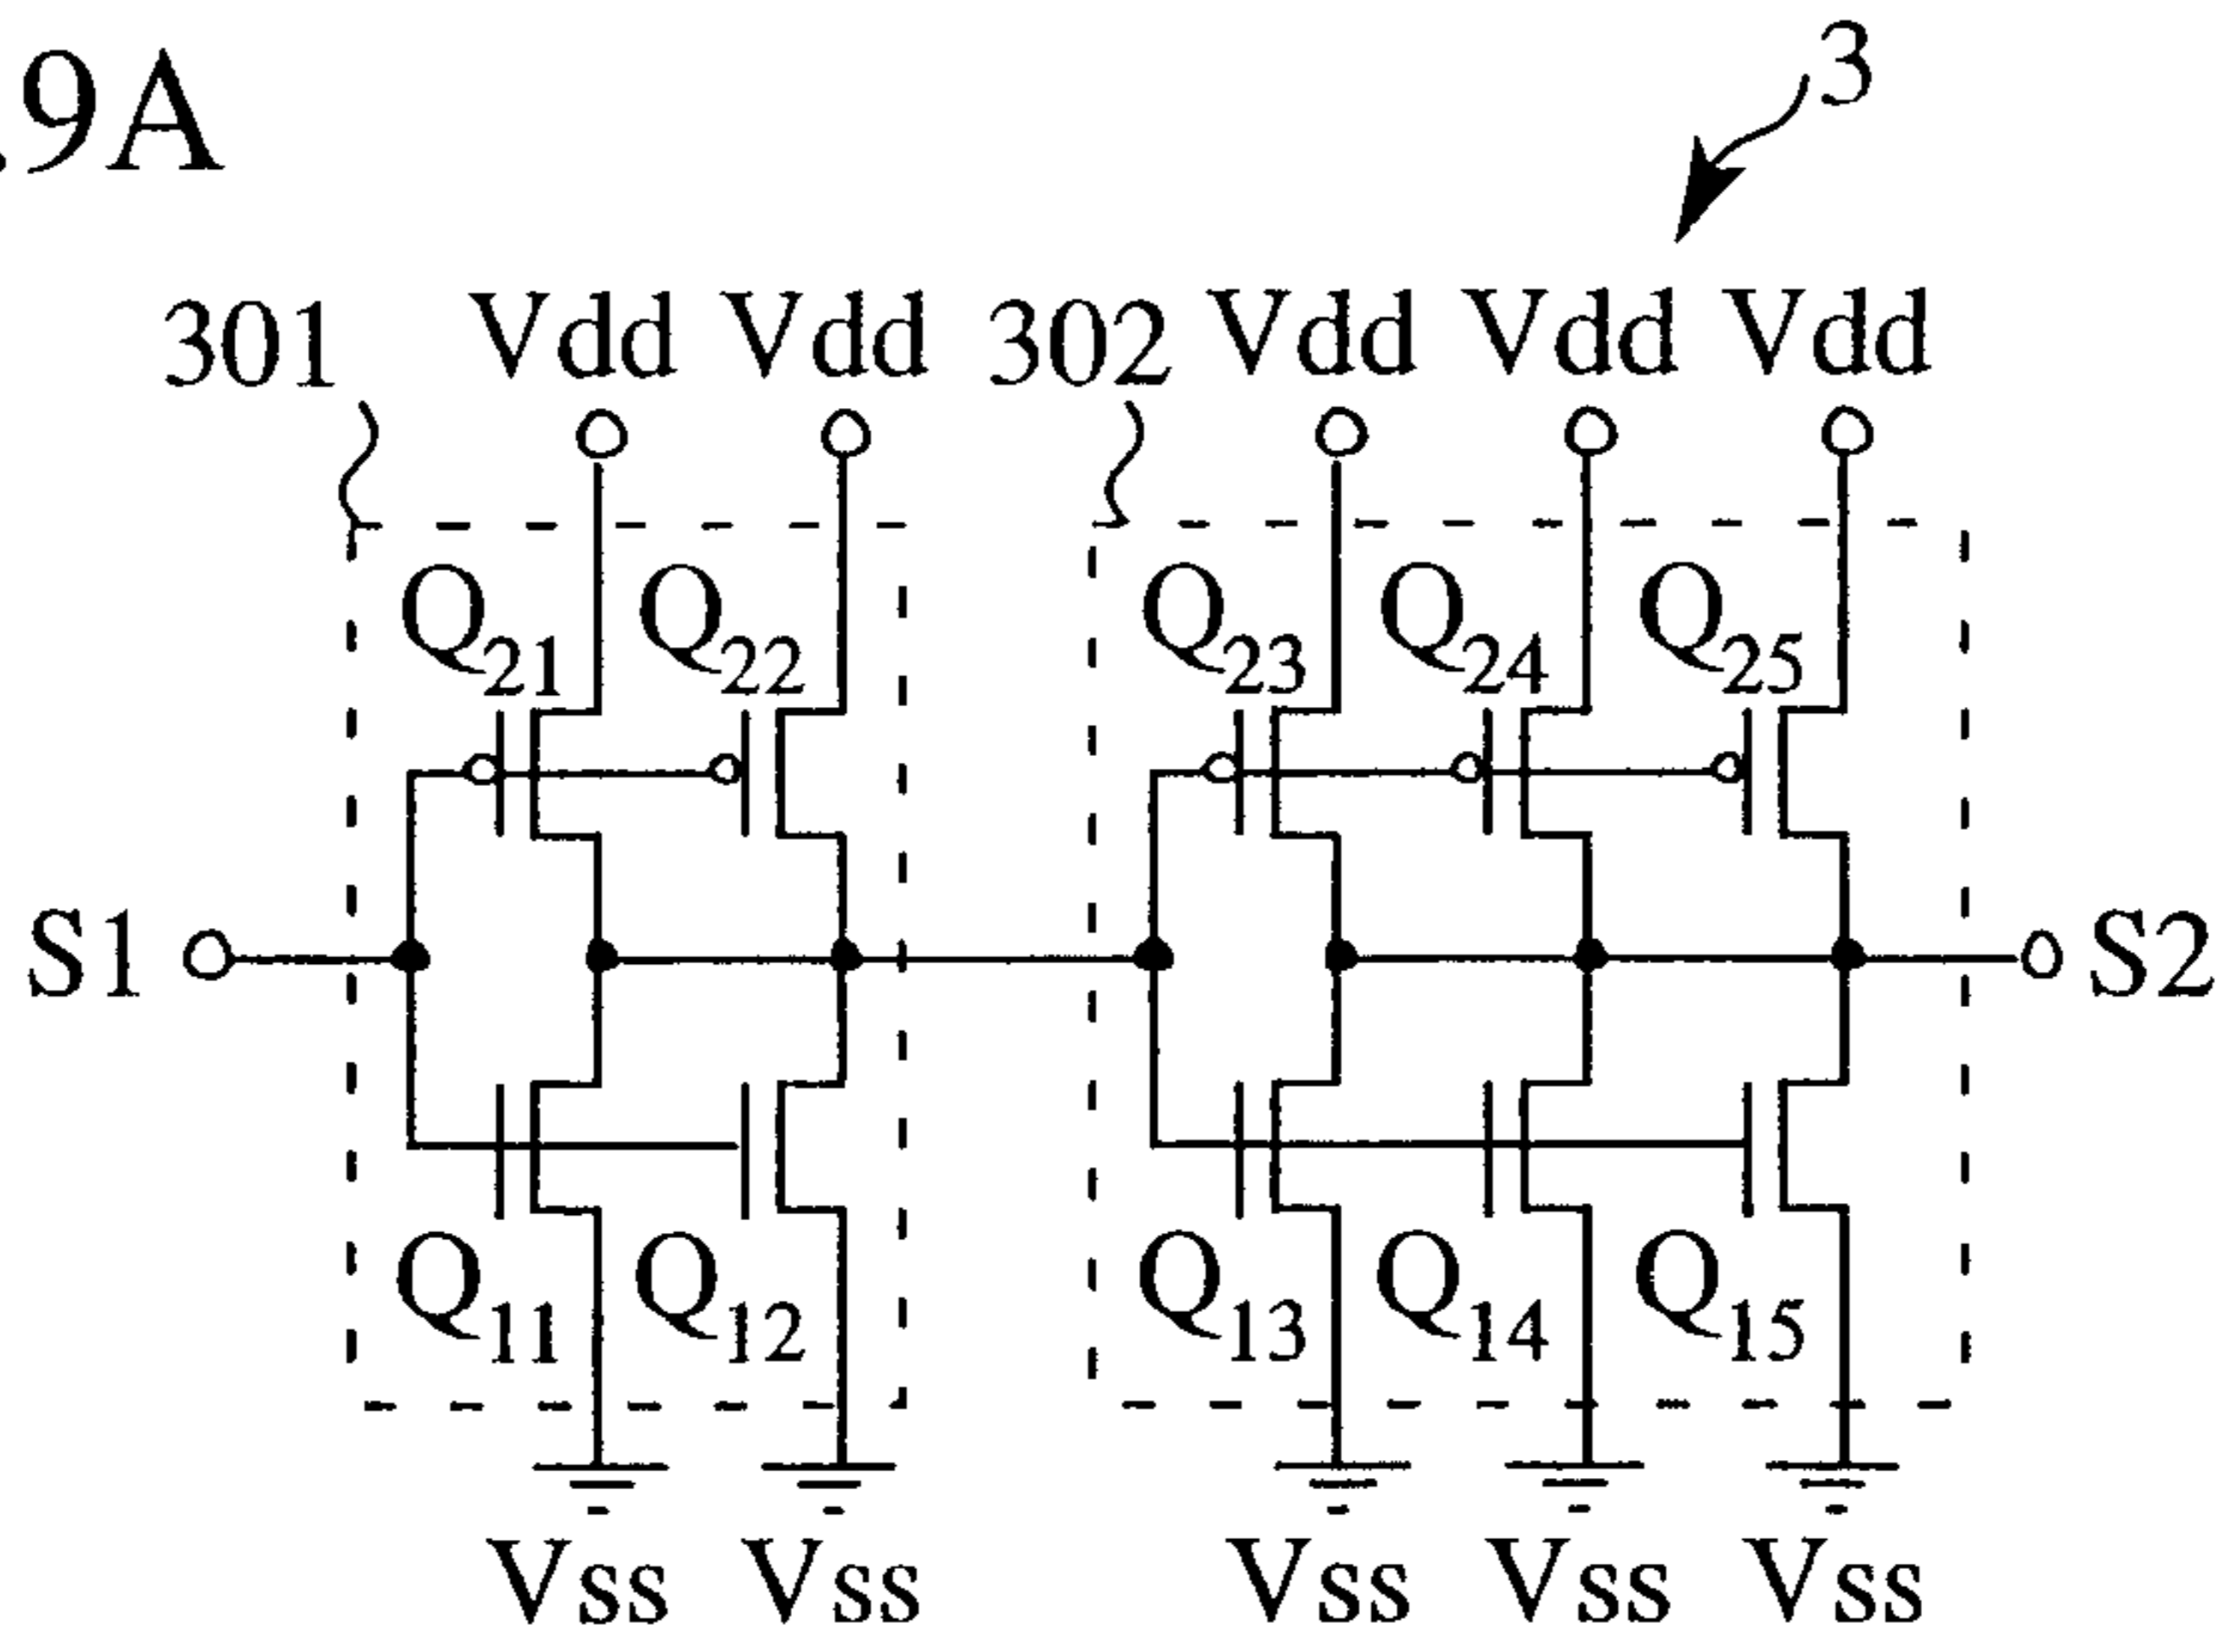 .9A
3
301 Vdd Vdd 302 Vdd Vdd Vdd
Q21 Q22 Q23 Q24 Q25
S1 S2
Q11 Q12 Q13 Q14 Q15
Vss Vss Vss Vss Vss